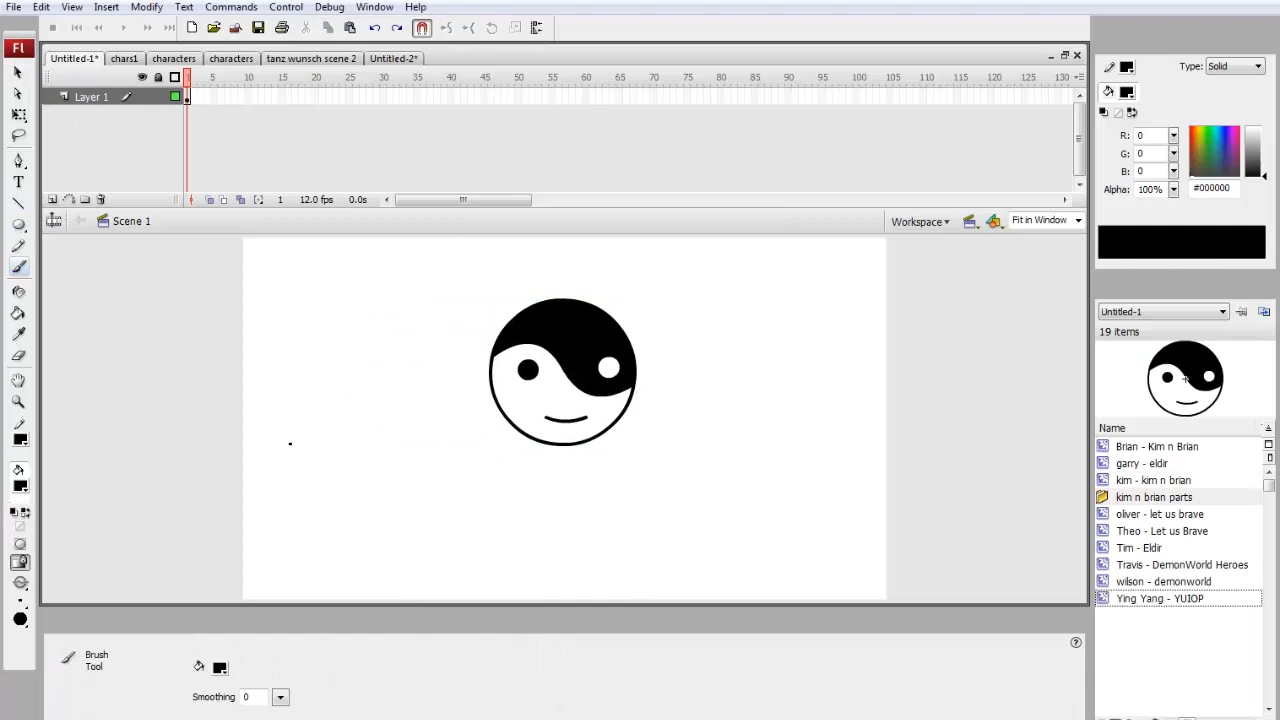 File Edit View Insert Modify Text Commands Control Debug Window Help
Fl
Untitled-1* chars1 characters characters tanz wunsch scene 2 Untitled-2*
5 10 15 20 25 30 35 40 45 50 55 60 65 70 75 80 85 90 95 100 105 110 115 120 125 130
Layer 1
1 12.0 fps 0.0s
Scene 1
Workspace
Fit in Window
Type: Solid
R: 0
G: 0
B: 0
Alpha: 100% #000000
Untitled-1
19 items
Name
Brian - Kim n Brian
garry - eldir
kim - kim n brian
kim n brian parts
oliver - let us brave
Theo - Let us Brave
Tim - Eldir
Travis - DemonWorld Heroes
wilson - demonworld
Ying Yang - YUIOP
Brush
Tool
Smoothing 0